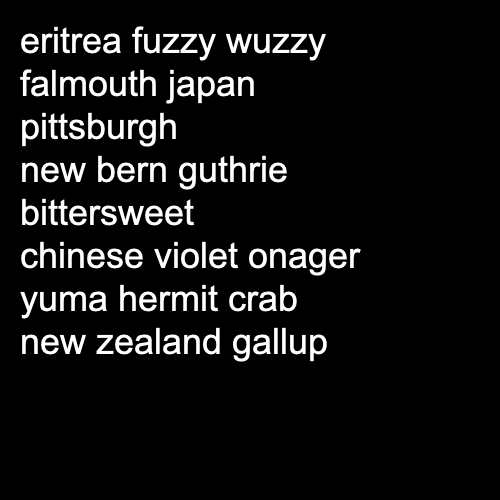 eritrea fuzzy wuzzy
falmouth japan
pittsburgh
new bern guthrie
bittersweet
chinese violet onager
yuma hermit crab
new zealand gallup